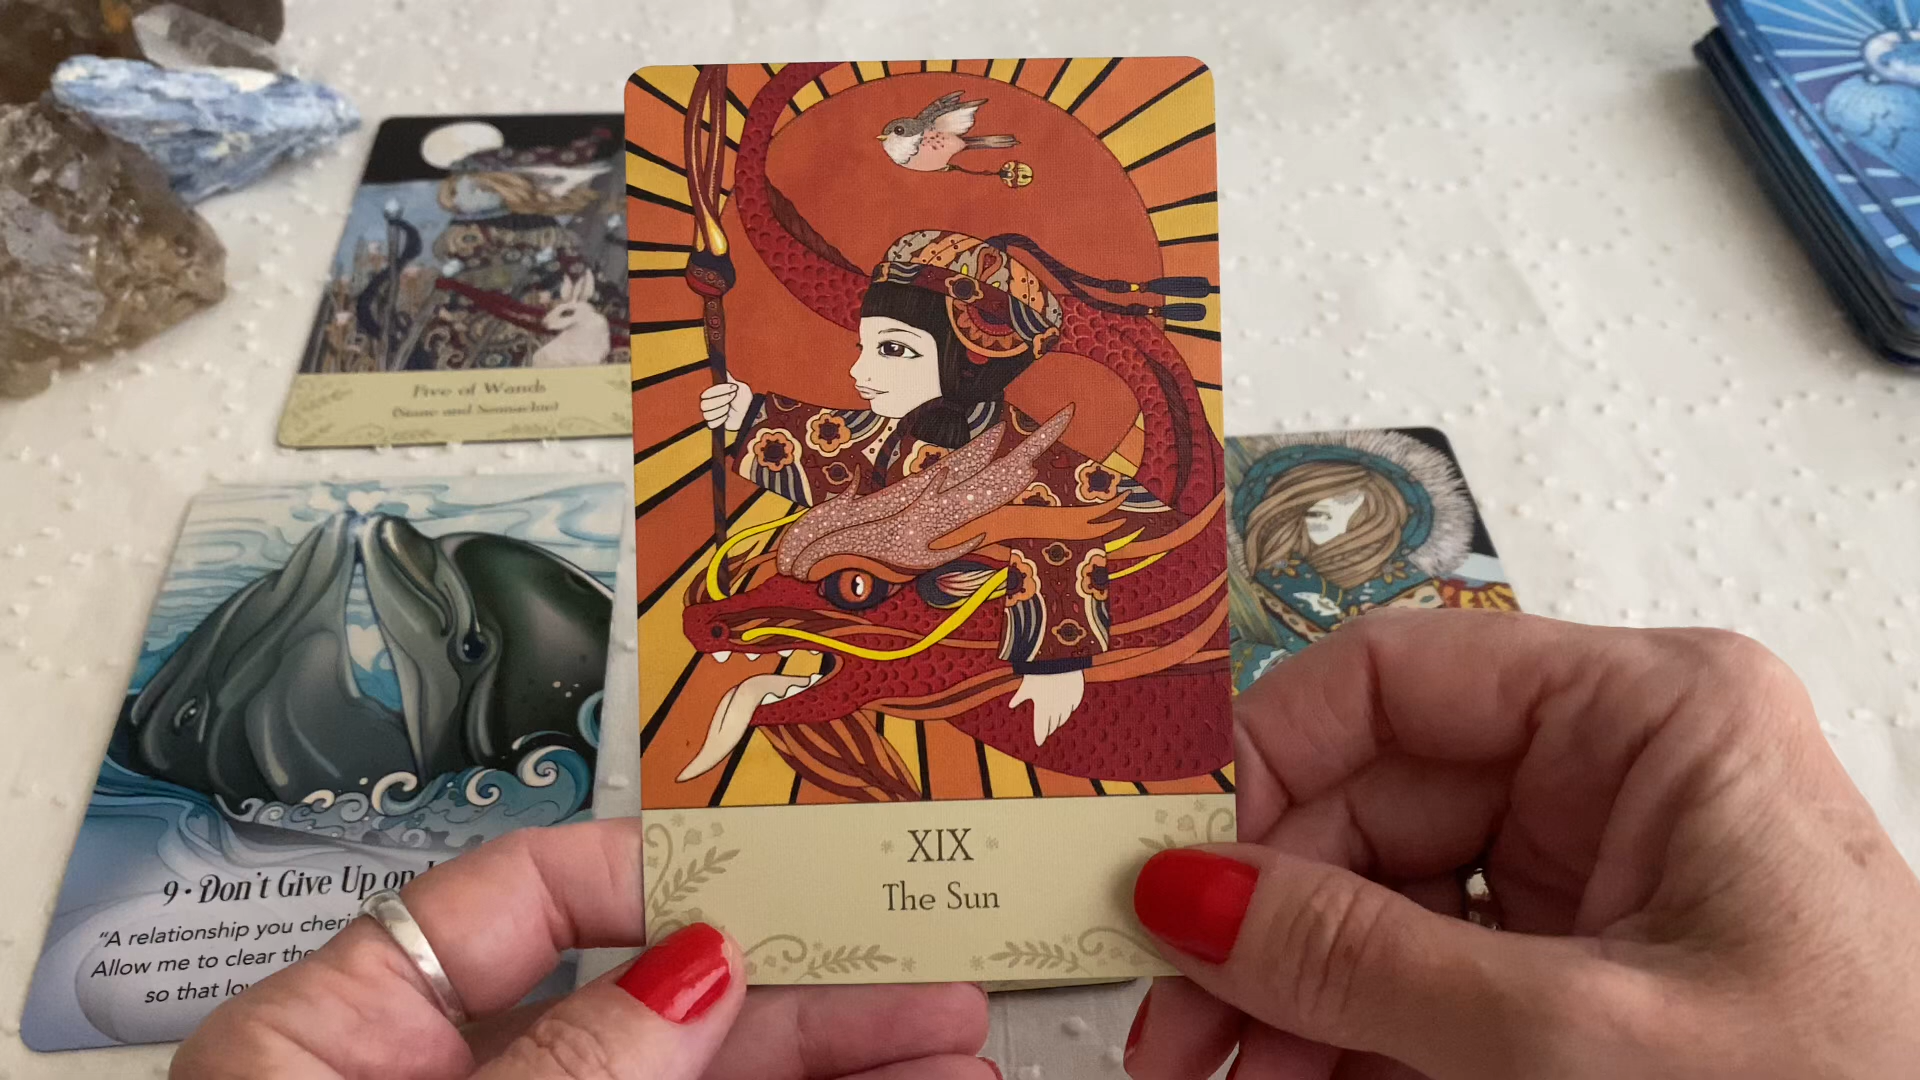 Five of Wands
XIX
The Sun
9 • Don't Give Up on
"A relationship you cheri
Allow me to clear the
so that lov